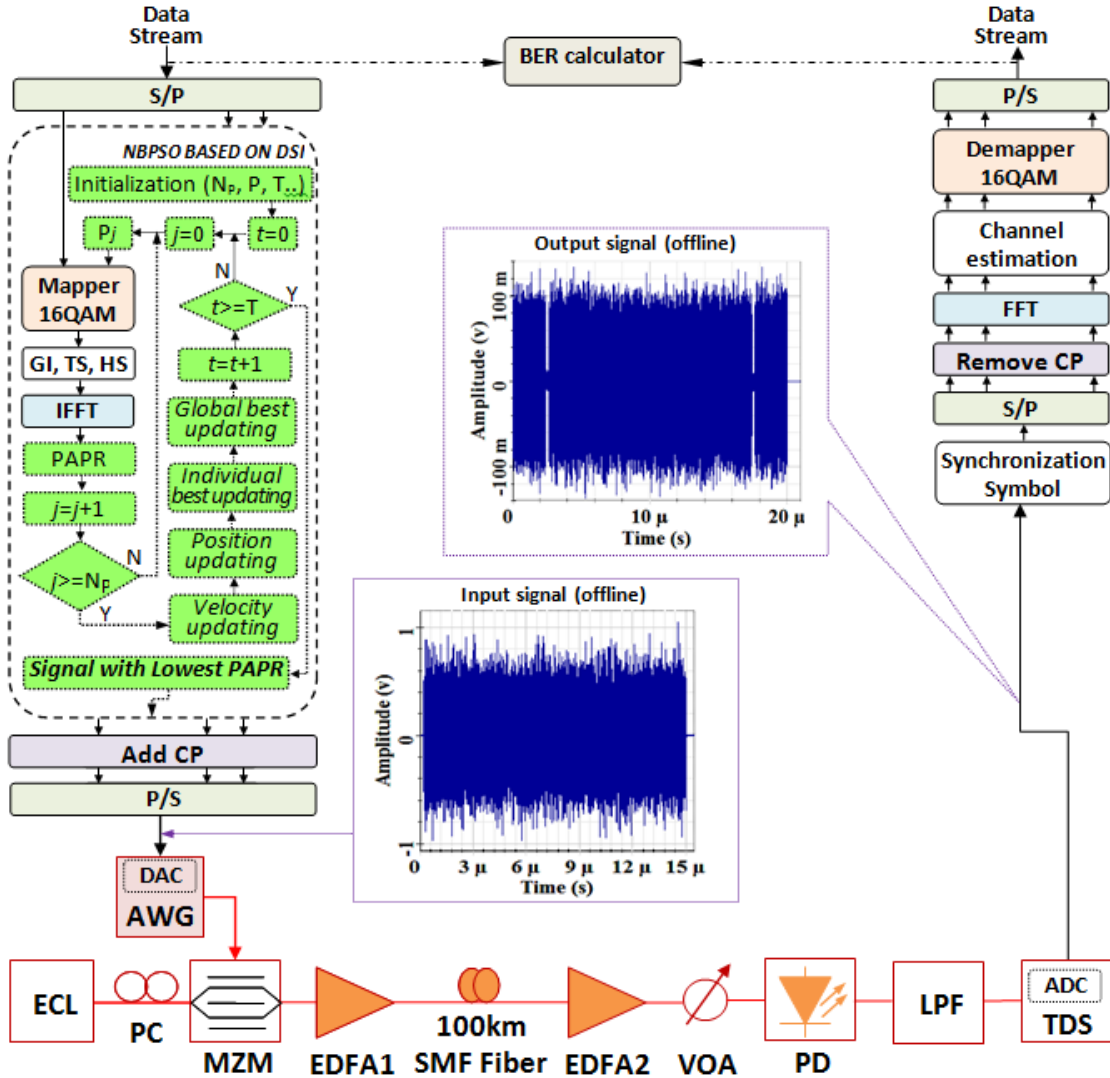 Data
Stream
S/P
NBPSO BASED ON DSI
Initialization (NP, P, T..)
Pj
j=0
t=0
Mapper
16QAM
N
Y
t>=T
GI, TS, HS
t=t+1
IFFT
Global best
updating
PAPR
Individual
best updating
j=j+1
Position
updating
j>=NP
N
Y
Velocity
updating
Signal with Lowest PAPR
Add CP
P/S
DAC
AWG
BER calculator
Output signal (offline)
Amplitude (v)
100 m
0
-100 m
0
10 μ
20 μ
Time (s)
Input signal (offline)
Amplitude (v)
1
0
-1
0
3 μ
6 μ
9 μ
12 μ
15 μ
Time (s)
Data
Stream
P/S
Demapper
16QAM
Channel
estimation
FFT
Remove CP
S/P
Synchronization
Symbol
ECL
PC
MZM
EDFA1
100km
SMF Fiber
EDFA2
VOA
PD
LPF
ADC
TDS